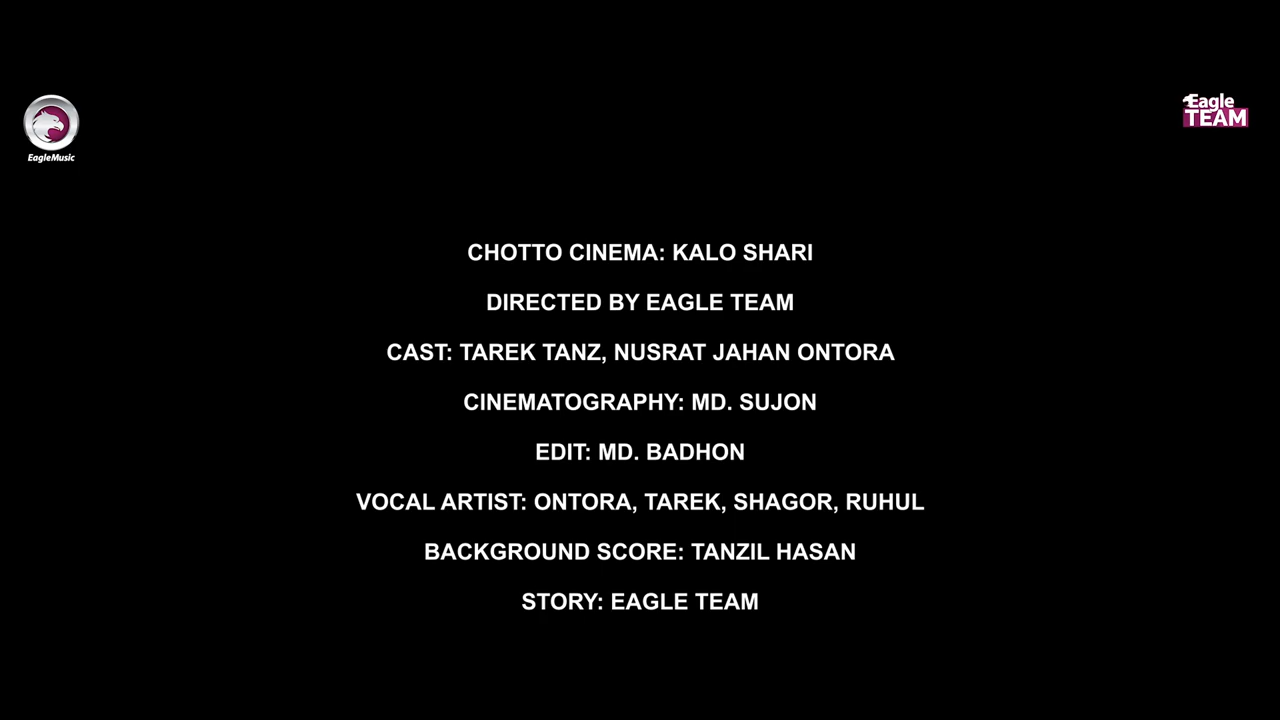 EagleMusic
Eagle
TEAM
CHOTTO CINEMA: KALO SHARI
DIRECTED BY EAGLE TEAM
CAST: TAREK TANZ, NUSRAT JAHAN ONTORA
CINEMATOGRAPHY: MD. SUJON
EDIT: MD. BADHON
VOCAL ARTIST: ONTORA, TAREK, SHAGOR, RUHUL
BACKGROUND SCORE: TANZIL HASAN
STORY: EAGLE TEAM